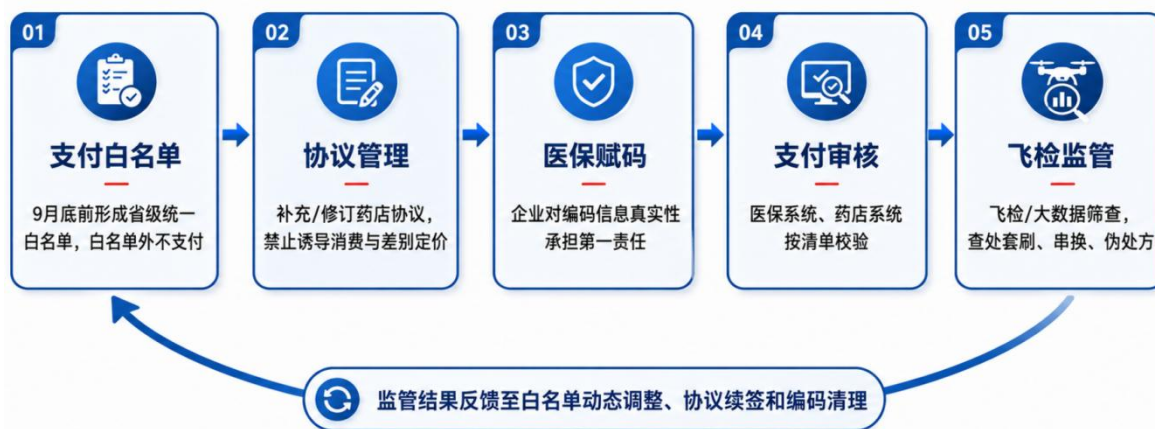 01
支付白名单
9月底前形成省级统一
白名单，白名单外不支付
02
协议管理
补充/修订药店协议，
禁止诱导消费与差别定价
03
医保赋码
企业对编码信息真实性
承担第一责任
04
支付审核
医保系统、药店系统
按清单校验
05
飞检监管
飞检/大数据筛查，
查处套刷、串换、伪处方
监管结果反馈至白名单动态调整、协议续签和编码清理